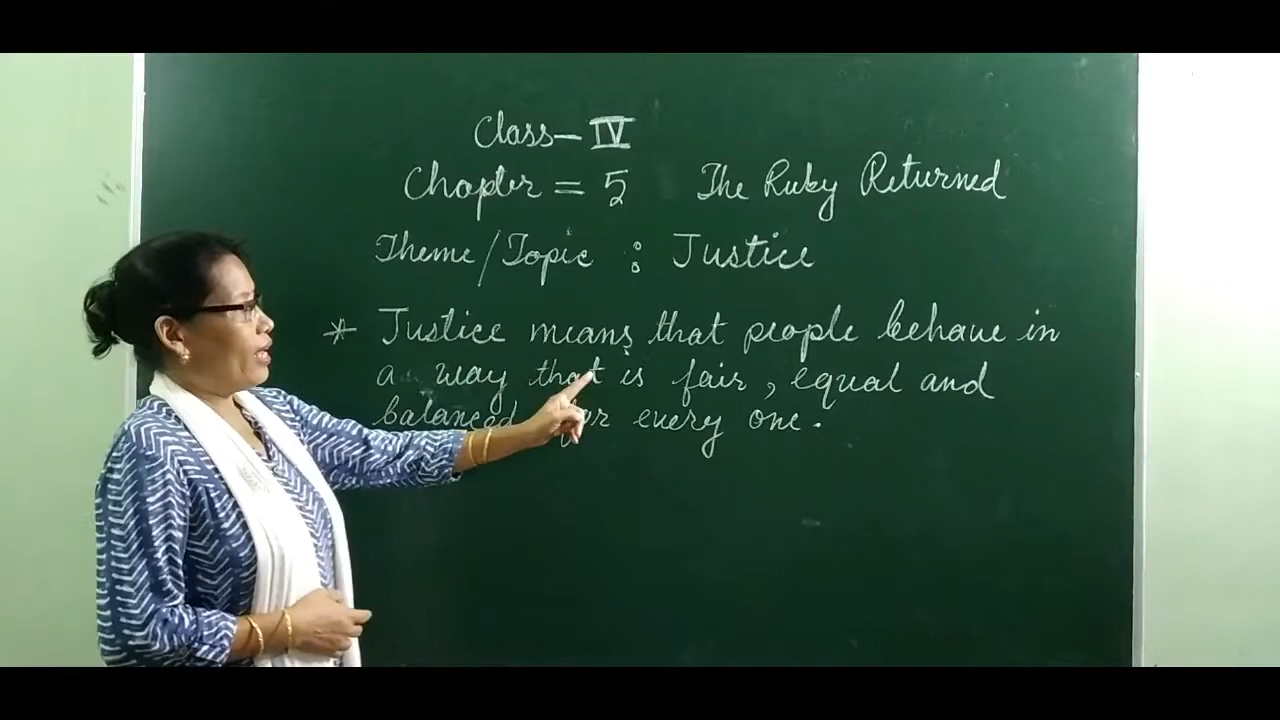 Class - IV
Chapter = 5 The Ruby Returned
Theme/Topic : Justice
* Justice means that people behave in
a way that is fair, equal and
balanced for every one.